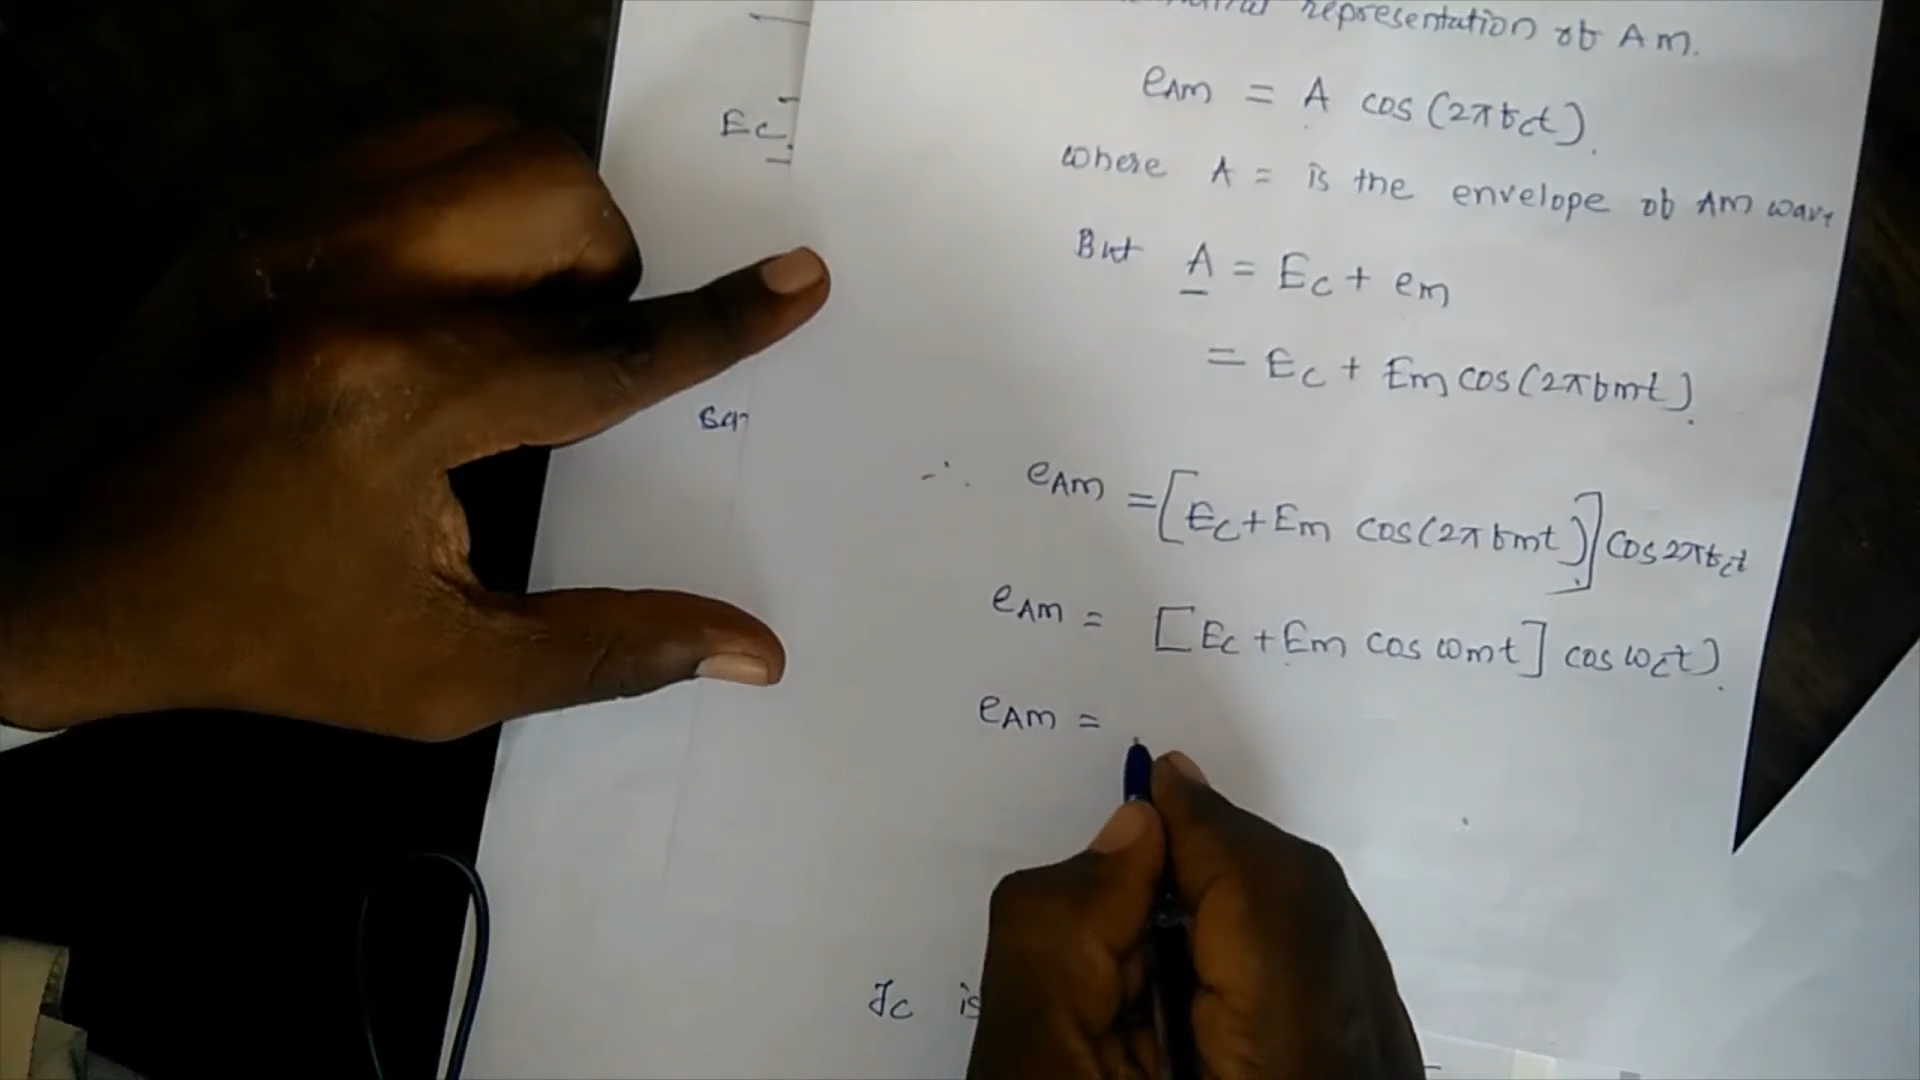 representation of Am.
eAm = A cos (2πfct).
where A = is the envelope of AM wave
But A = Ec + em
= Ec + Em cos(2πfmt).
∴ eAm = [Ec + Em cos(2πfmt)] cos 2πfct
eAm = [Ec + Em cos ωmt] cos ωct).
eAm =
Ec
fc is